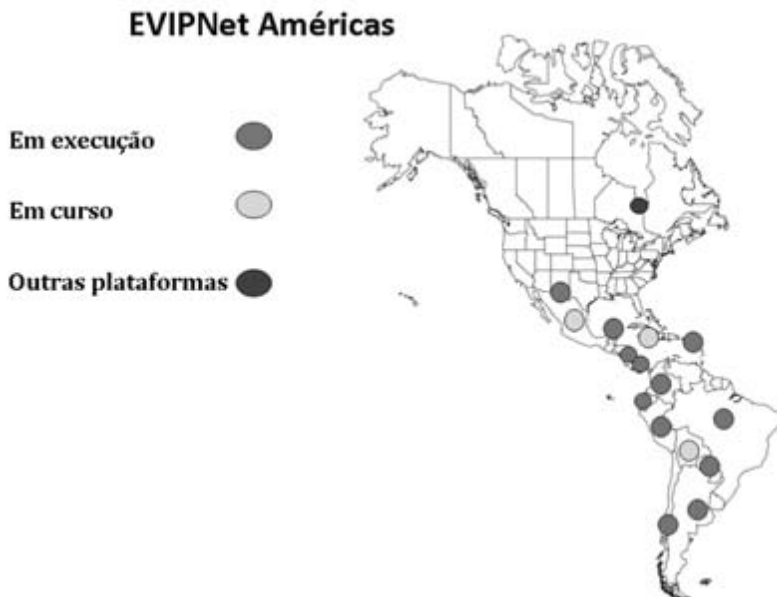 EVIPNet Américas
Em execução
Em curso
Outras plataformas